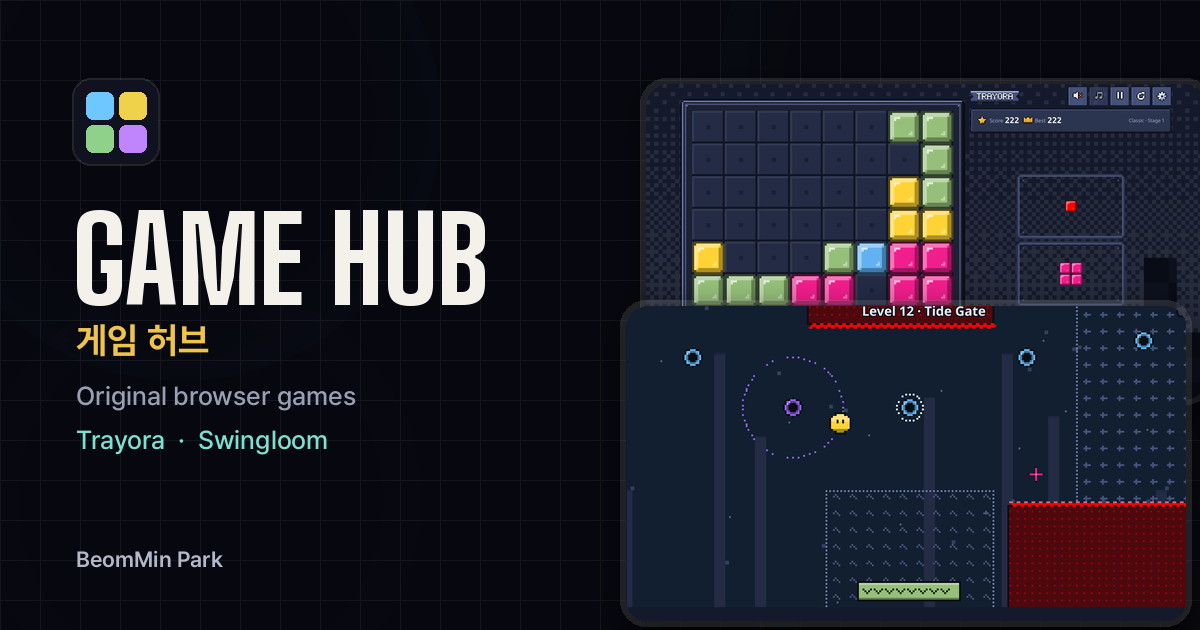 GAME HUB
게임 허브
Original browser games
Trayora · Swingloom
BeomMin Park
TRAYORA
Score 222 Best 222
Classic · Stage 1
Level 12 · Tide Gate